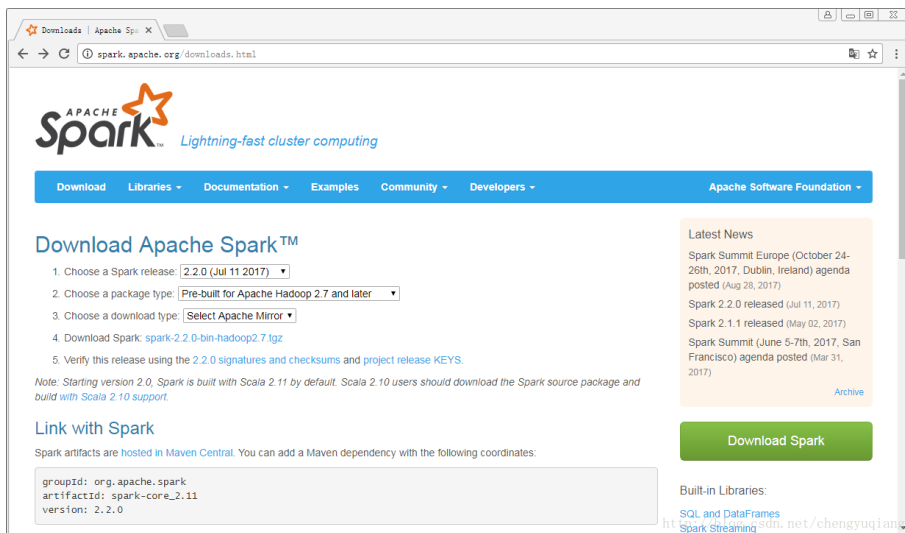 Downloads | Apache Spa
spark.apache.org/downloads.html
APACHE
Spark™
Lightning-fast cluster computing
Download Libraries Documentation Examples Community Developers Apache Software Foundation
Download Apache Spark™
1. Choose a Spark release: 2.2.0 (Jul 11 2017)
2. Choose a package type: Pre-built for Apache Hadoop 2.7 and later
3. Choose a download type: Select Apache Mirror
4. Download Spark: spark-2.2.0-bin-hadoop2.7.tgz
5. Verify this release using the 2.2.0 signatures and checksums and project release KEYS.
Note: Starting version 2.0, Spark is built with Scala 2.11 by default. Scala 2.10 users should download the Spark source package and
build with Scala 2.10 support.
Link with Spark
Spark artifacts are hosted in Maven Central. You can add a Maven dependency with the following coordinates:
groupId: org.apache.spark
artifactId: spark-core_2.11
version: 2.2.0
Latest News
Spark Summit Europe (October 24-
26th, 2017, Dublin, Ireland) agenda
posted (Aug 28, 2017)
Spark 2.2.0 released (Jul 11, 2017)
Spark 2.1.1 released (May 02, 2017)
Spark Summit (June 5-7th, 2017, San
Francisco) agenda posted (Mar 31,
2017)
Archive
Download Spark
Built-in Libraries:
SQL and DataFrames
Spark Streaming
http://blog.csdn.net/chengyuqiang